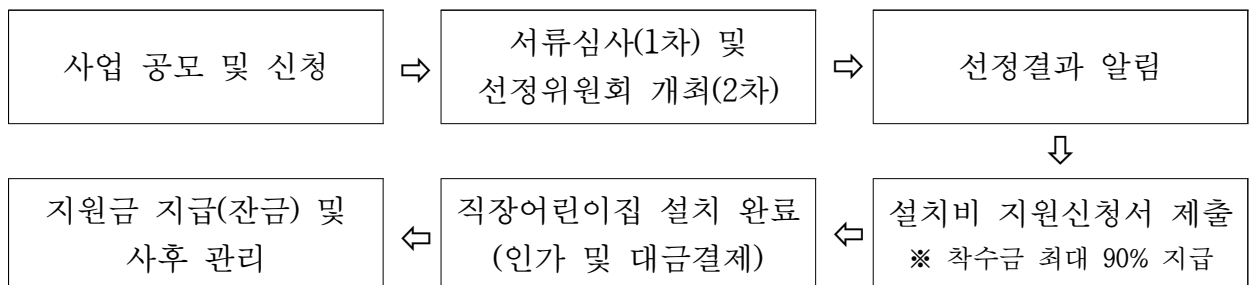 사업 공모 및 신청
⇨
서류심사(1차) 및
선정위원회 개최(2차)
⇨
선정결과 알림
⇩
설치비 지원신청서 제출
※ 착수금 최대 90% 지급
⇦
직장어린이집 설치 완료
(인가 및 대금결제)
⇦
지원금 지급(잔금) 및
사후 관리